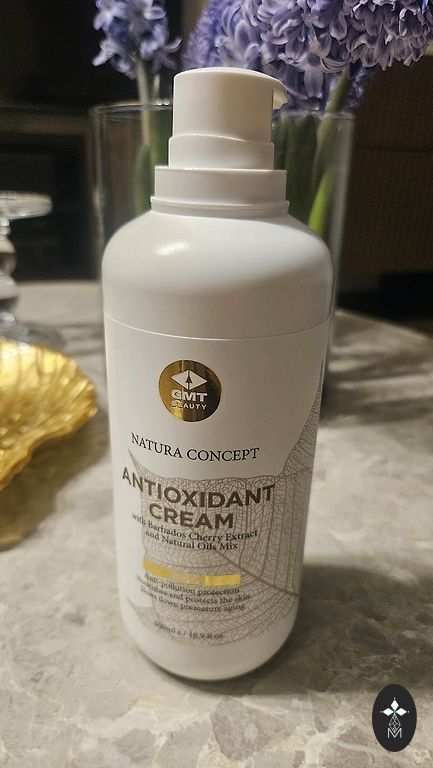 GMT
BEAUTY
NATURA CONCEPT
ANTIOXIDANT
CREAM
with Barbados Cherry Extract
and Natural Oils Mix
Anti-pollution protection
Nourishes and protects the skin
Slows down premature aging
500ml e / 16.9 fl.oz.
M